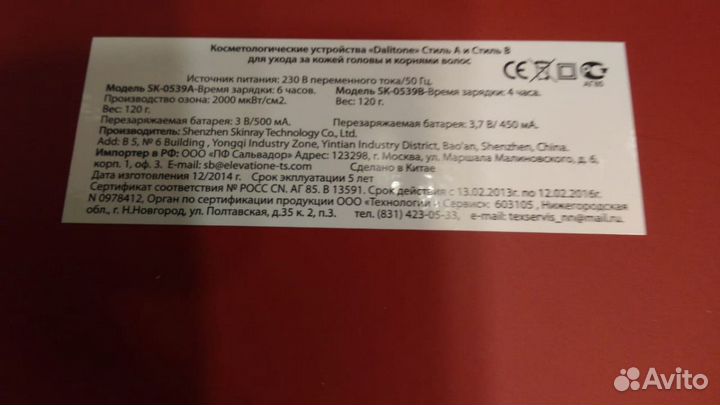 Косметологические устройства «Dalitone» Стиль А и Стиль В
для ухода за кожей головы и корнями волос
Источник питания: 230 В переменного тока/50 Гц.
Модель SK-0539A-Время зарядки: 6 часов. Модель SK-0539B-Время зарядки: 4 часа.
Производство озона: 2000 мкВт/см2. Вес: 120 г.
Вес: 120 г.
Перезаряжаемая батарея: 3 В/500 мА. Перезаряжаемая батарея: 3,7 В/ 450 мА.
Производитель: Shenzhen Skinray Technology Co., Ltd.
Add: B 5, № 6 Building , Yongqi Industry Zone, Yintian Industry District, Bao'an, Shenzhen, China.
Импортер в РФ: ООО «ПФ Сальвадор» Адрес: 123298, г. Москва, ул. Маршала Малиновского, д. 6,
корп. 1, оф. 3. E-mail: sb@elevatione-ts.com Сделано в Китае
Дата изготовления 12/2014 г. Срок эксплуатации 5 лет
Сертификат соответствия № РОСС CN. АГ 85. В 13591. Срок действия с 13.02.2013г. по 12.02.2016г.
N 0978412, Орган по сертификации продукции ООО «Технологии и Сервис» 603105 , Нижегородская
обл., г. Н.Новгород, ул. Полтавская, д.35 к. 2, п.3. тел. (831) 423-05-33, e-mail: texservis_nn@mail.ru.
CE
АГ 85
Avito